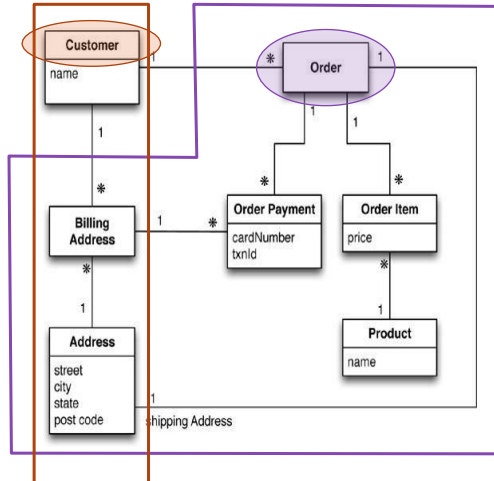 Customer
name
1
*
Order
1
1
1
1
*
*
*
Billing
Address
1
*
Order Payment
cardNumber
txnId
Order Item
price
*
1
*
1
Product
name
Address
street
city
state
post code
1
shipping Address